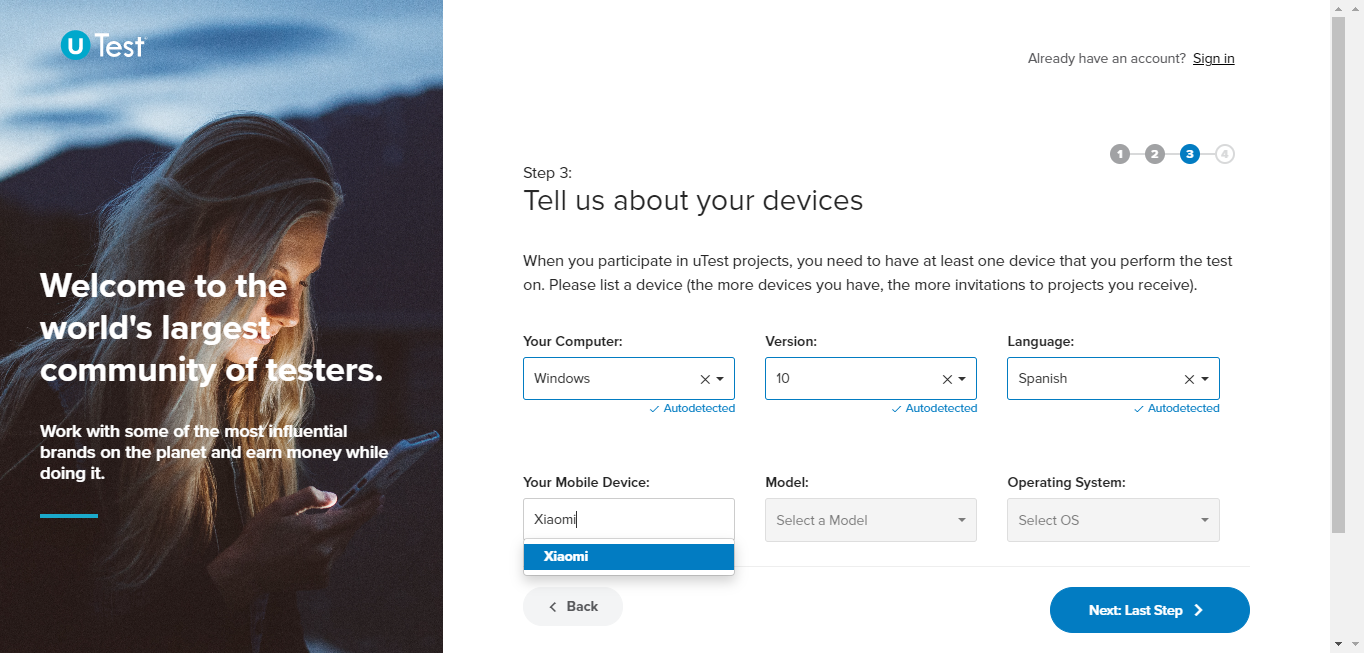 U Test
Already have an account? Sign in
1 2 3 4
Step 3:
Tell us about your devices
Welcome to the
world's largest
community of testers.
Work with some of the most influential
brands on the planet and earn money while
doing it.
When you participate in uTest projects, you need to have at least one device that you perform the test
on. Please list a device (the more devices you have, the more invitations to projects you receive).
Your Computer: Version: Language:
Windows 10 Spanish
Autodetected Autodetected Autodetected
Your Mobile Device: Model: Operating System:
Xiaomi Select a Model Select OS
Xiaomi
Back Next: Last Step